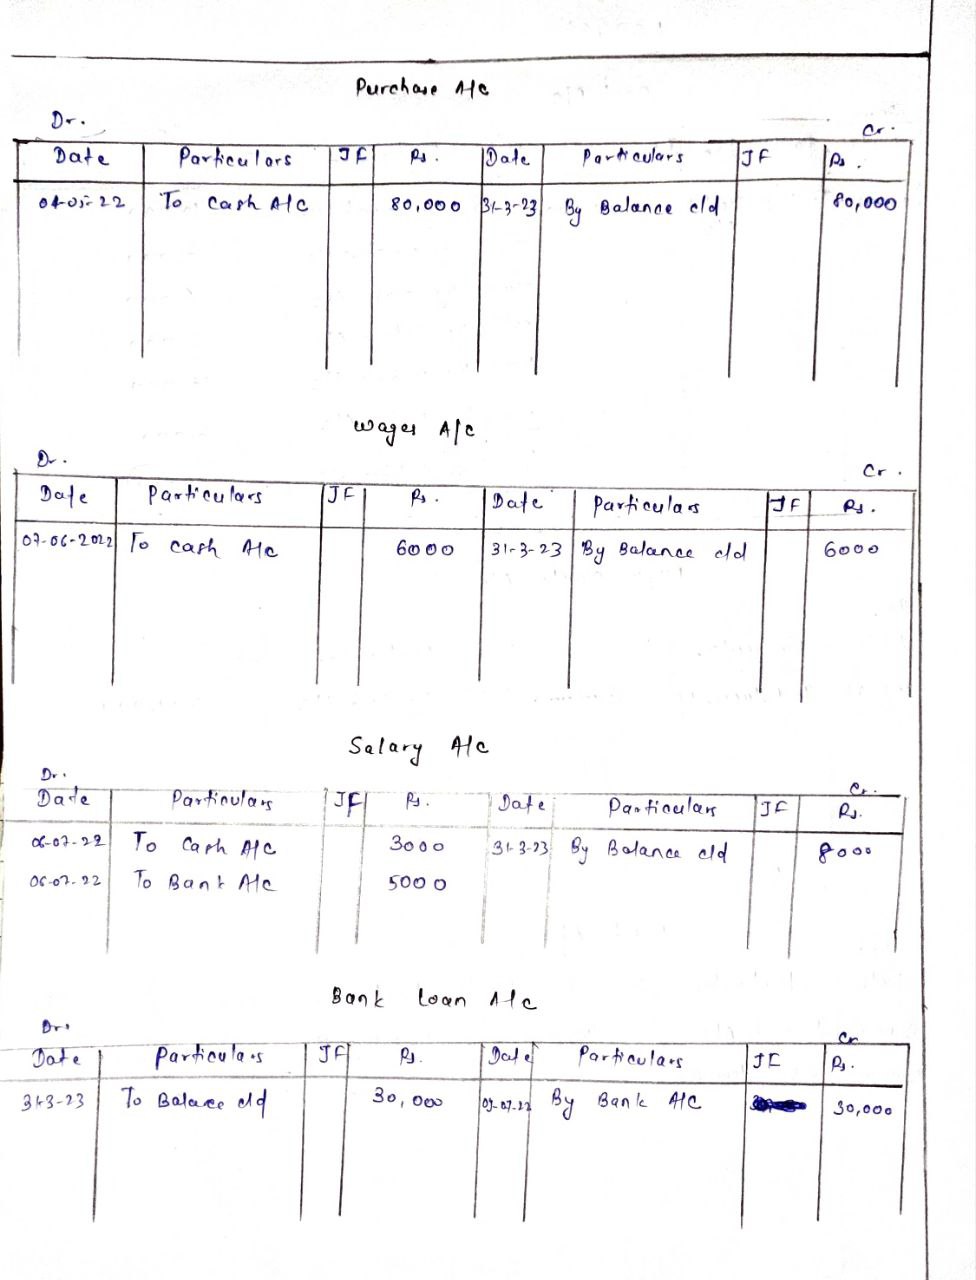 Purchase A/c
Dr. Cr.
Date Particulars JF Rs. Date Particulars JF Rs.
04-05-22 To Cash A/c 80,000 31-3-23 By Balance c/d 80,000
Wages A/c
Dr. Cr.
Date Particulars JF Rs. Date Particulars JF Rs.
07-06-2022 To cash A/c 6000 31-3-23 By Balance c/d 6000
Salary A/c
Dr. Cr.
Date Particulars JF Rs. Date Particulars JF Rs.
06-07-22 To Cash A/c 3000 31-3-23 By Balance c/d 8000
06-07-22 To Bank A/c 5000
Bank Loan A/c
Dr. Cr
Date Particulars JF Rs. Date Particulars JF Rs.
31-3-23 To Balance c/d 30,000 09-07-22 By Bank A/c 30,000